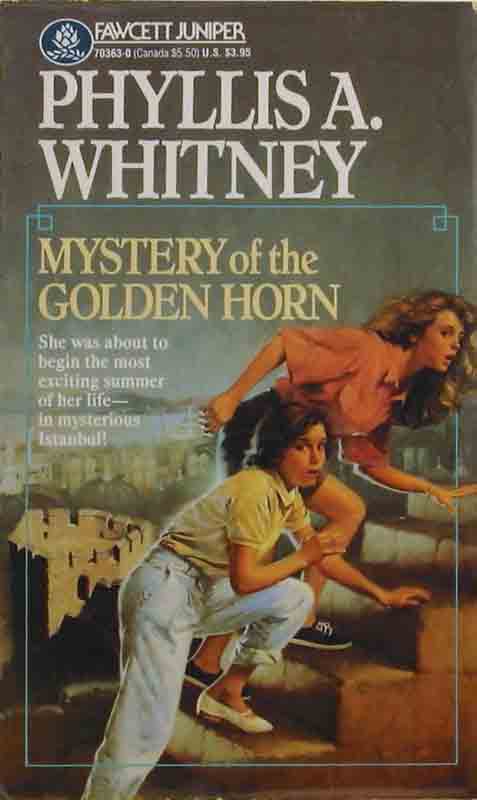 FAWCETT JUNIPER
70363-0 (Canada $5.50) U.S. $3.95
PHYLLIS A.
WHITNEY
MYSTERY of the
GOLDEN HORN
She was about to
begin the most
exciting summer
of her life—
in mysterious
Istanbul!